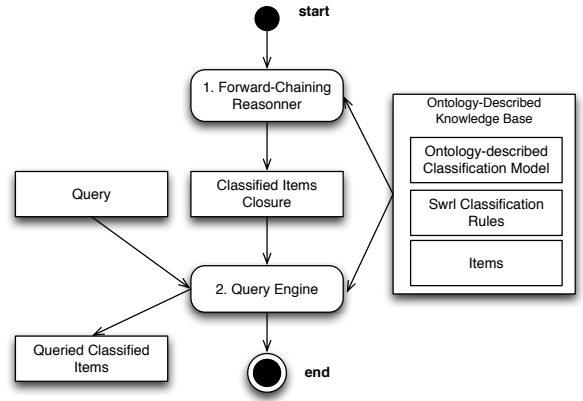 start
1. Forward-Chaining
Reasonner
Ontology-Described
Knowledge Base
Ontology-described
Classification Model
Swrl Classification
Rules
Items
Query
Classified Items
Closure
2. Query Engine
Queried Classified
Items
end